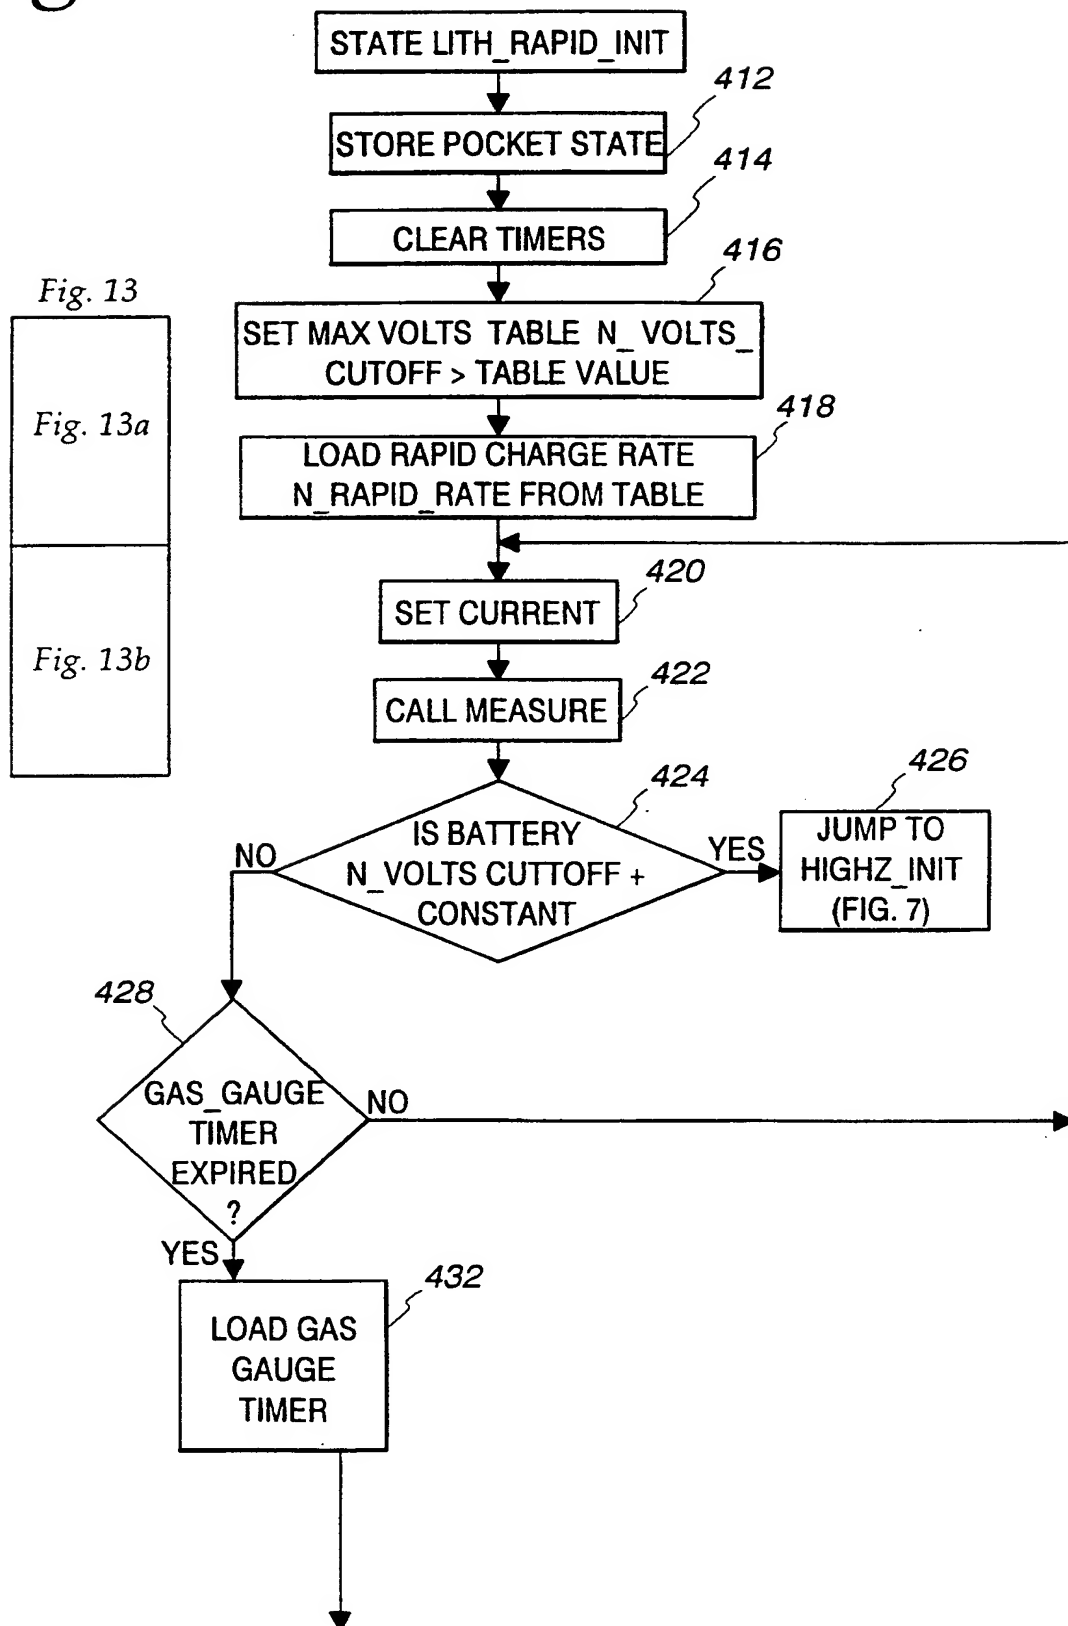 STATE LITH_RAPID_INIT
412
STORE POCKET STATE
414
CLEAR TIMERS
416
SET MAX VOLTS TABLE N_VOLTS_
CUTOFF > TABLE VALUE
418
LOAD RAPID CHARGE RATE
N_RAPID_RATE FROM TABLE
Fig. 13
Fig. 13a
Fig. 13b
420
SET CURRENT
422
CALL MEASURE
424
IS BATTERY
N_VOLTS CUTTOFF +
CONSTANT
NO
YES
426
JUMP TO
HIGHZ_INIT
(FIG. 7)
428
GAS_GAUGE
TIMER
EXPIRED
?
NO
YES
432
LOAD GAS
GAUGE
TIMER